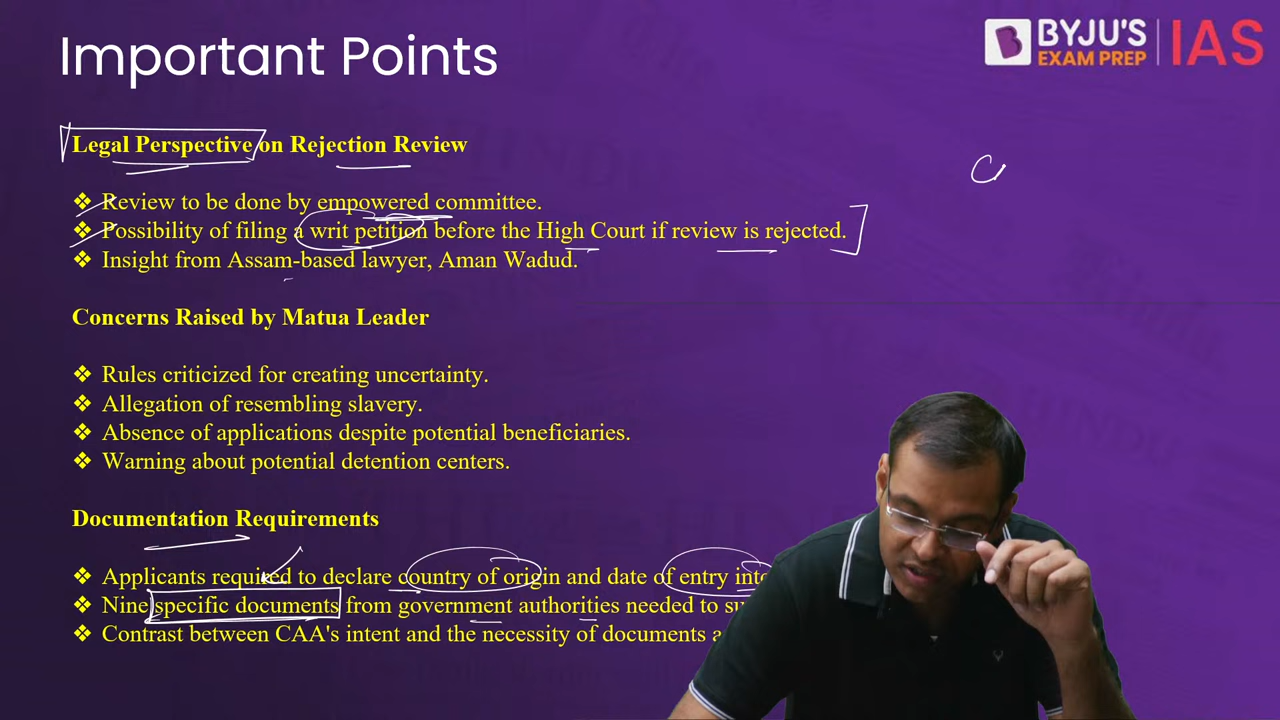 Important Points
BYJU'S
EXAM PREP
IAS
Legal Perspective on Rejection Review
❖ Review to be done by empowered committee.
❖ Possibility of filing a writ petition before the High Court if review is rejected.
❖ Insight from Assam-based lawyer, Aman Wadud.
Concerns Raised by Matua Leader
❖ Rules criticized for creating uncertainty.
❖ Allegation of resembling slavery.
❖ Absence of applications despite potential beneficiaries.
❖ Warning about potential detention centers.
Documentation Requirements
❖ Applicants required to declare country of origin and date of entry
❖ Nine specific documents from government authorities needed to
❖ Contrast between CAA's intent and the necessity of documents